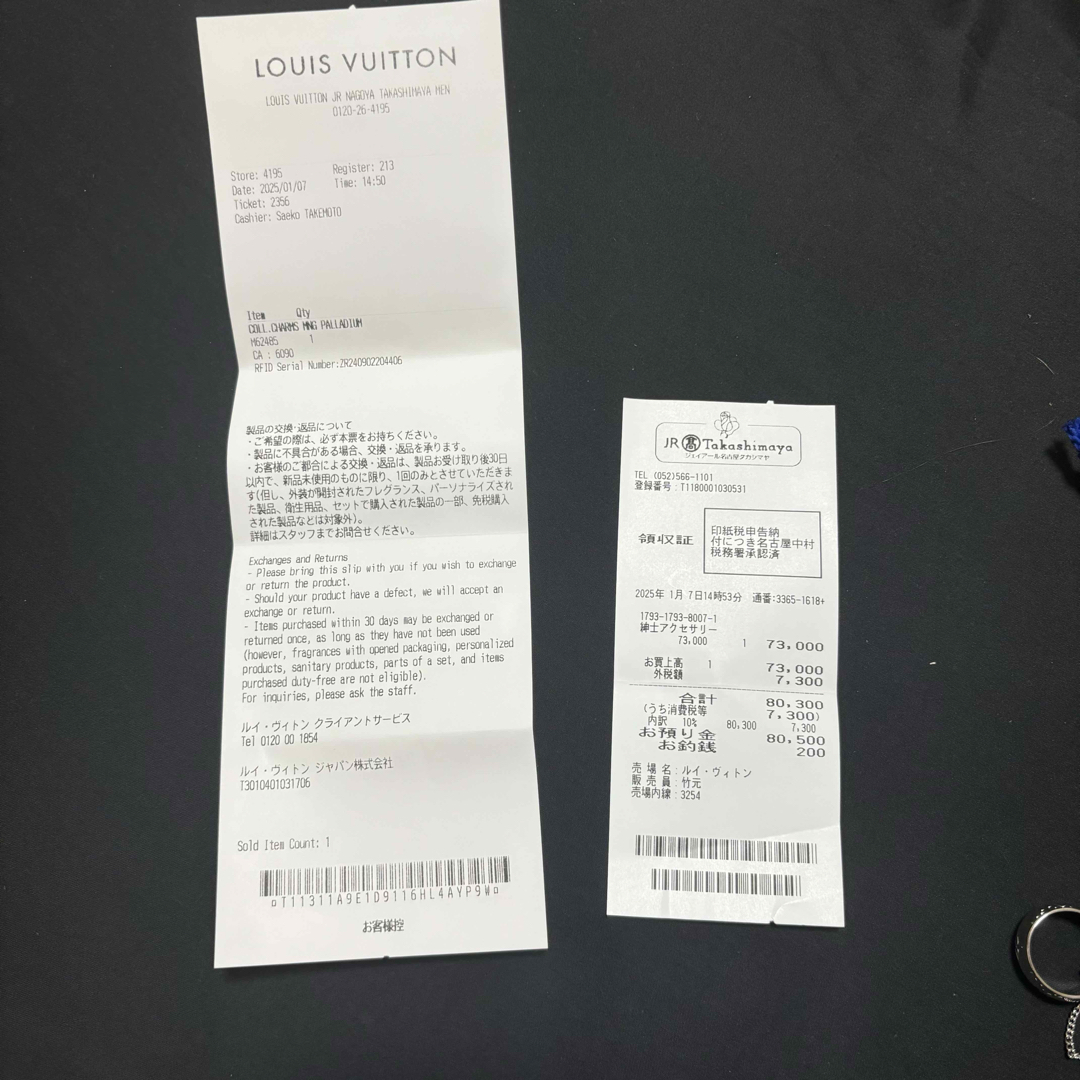 LOUIS VUITTON
LOUIS VUITTON JR NAGOYA TAKASHIMAYA MEN
0120-26-4195
Store: 4195 Register: 213
Date: 2025/01/07 Time: 14:50
Ticket: 2356
Cashier: Saeko TAKEMOTO
Item Qty
COLL.CHARMS MNG PALLADIUM
M62485 1
CA : 6090
RFID Serial Number:ZR240902204406
製品の交換・返品について
・ご希望の際は、必ず本票をお持ちください。
・製品に不具合がある場合、交換・返品を承ります。
・お客様のご都合による交換・返品は、製品お受け取り後30日
以内で、新品未使用のものに限り、1回のみとさせていただきま
す(但し、外装が開封されたフレグランス、パーソナライズされ
た製品、衛生用品、セットで購入された製品の一部、免税購入
された製品などは対象外)。
詳細はスタッフまでお問合せください。
Exchanges and Returns
- Please bring this slip with you if you wish to exchange
or return the product.
- Should your product have a defect, we will accept an
exchange or return.
- Items purchased within 30 days may be exchanged or
returned once, as long as they have not been used
(however, fragrances with opened packaging, personalized
products, sanitary products, parts of a set, and items
purchased duty-free are not eligible).
For inquiries, please ask the staff.
ルイ・ヴィトン クライアントサービス
Tel 0120 00 1854
ルイ・ヴィトン ジャパン株式会社
T3010401031706
Sold Item Count: 1
¤T11311A9E1D9116HL4AYP9W¤
お客様控
JR 髙 Takashimaya
ジェイアール名古屋タカシマヤ
TEL (052)566-1101
登録番号:T1180001030531
領収証
印紙税申告納
付につき名古屋中村
税務署承認済
2025年 1月 7日14時53分 通番:3365-1618+
1793-1793-8007-1
紳士アクセサリー
73,000 1 73,000
お買上高 1 73,000
外税額 7,300
合計 80,300
(うち消費税等 7,300)
内訳 10% 80,300 7,300
お預り金 80,500
お釣銭 200
売場名:ルイ・ヴィトン
販売員:竹元
売場内線:3254